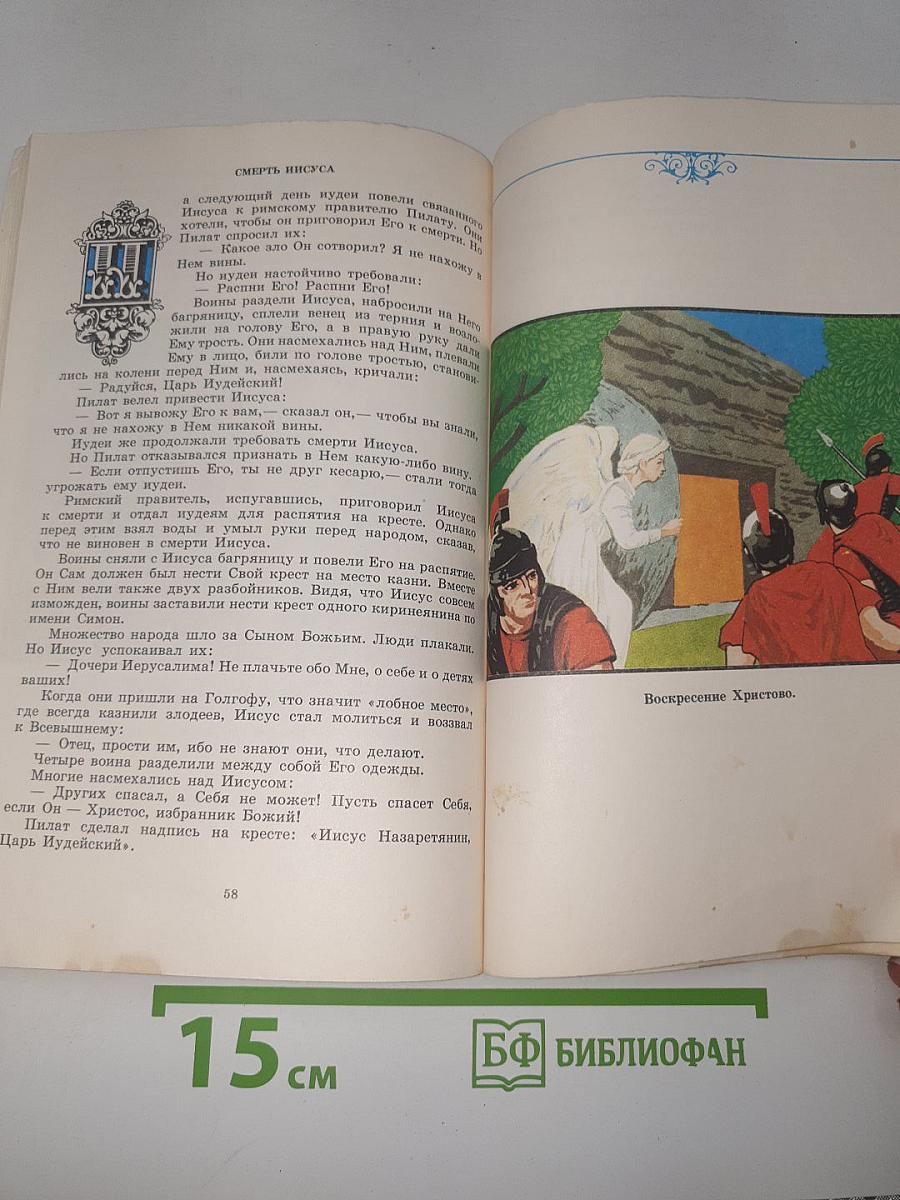 СМЕРТЬ ИИСУСА
а следующий день иудеи повели связанного
Иисуса к римскому правителю Пилату. Они
хотели, чтобы он приговорил Его к смерти. Но
Пилат спросил их:
— Какое зло Он сотворил? Я не нахожу в
Нем вины.
Но иудеи настойчиво требовали:
— Распни Его! Распни Его!
Воины раздели Иисуса, набросили на Него
багряницу, сплели венец из терния и возло-
жили на голову Его, а в правую руку дали
Ему трость. Они насмехались над Ним, плевали
Ему в лицо, били по голове тростью, станови-
лись на колени перед Ним и, насмехаясь, кричали:
— Радуйся, Царь Иудейский!
Пилат велел привести Иисуса:
— Вот я вывожу Его к вам,— сказал он,— чтобы вы знали,
что я не нахожу в Нем никакой вины.
Иудеи же продолжали требовать смерти Иисуса.
Но Пилат отказывался признать в Нем какую-либо вину.
— Если отпустишь Его, ты не друг кесарю,— стали тогда
угрожать ему иудеи.
Римский правитель, испугавшись, приговорил Иисуса
к смерти и отдал иудеям для распятия на кресте. Однако
перед этим взял воды и умыл руки перед народом, сказав,
что не виновен в смерти Иисуса.
Воины сняли с Иисуса багряницу и повели Его на распятие.
Он Сам должен был нести Свой крест на место казни. Вместе
с Ним вели также двух разбойников. Видя, что Иисус совсем
изможден, воины заставили нести крест одного киринеянина по
имени Симон.
Множество народа шло за Сыном Божьим. Люди плакали.
Но Иисус успокаивал их:
— Дочери Иерусалима! Не плачьте обо Мне, о себе и о детях
ваших!
Когда они пришли на Голгофу, что значит «лобное место»,
где всегда казнили злодеев, Иисус стал молиться и воззвал
к Всевышнему:
— Отец, прости им, ибо не знают они, что делают.
Четыре воина разделили между собой Его одежды.
Многие насмехались над Иисусом:
— Других спасал, а Себя не может! Пусть спасет Себя,
если Он — Христос, избранник Божий!
Пилат сделал надпись на кресте: «Иисус Назаретянин,
Царь Иудейский».
58
Воскресение Христово.
15 см
БФ БИБЛИОФАН